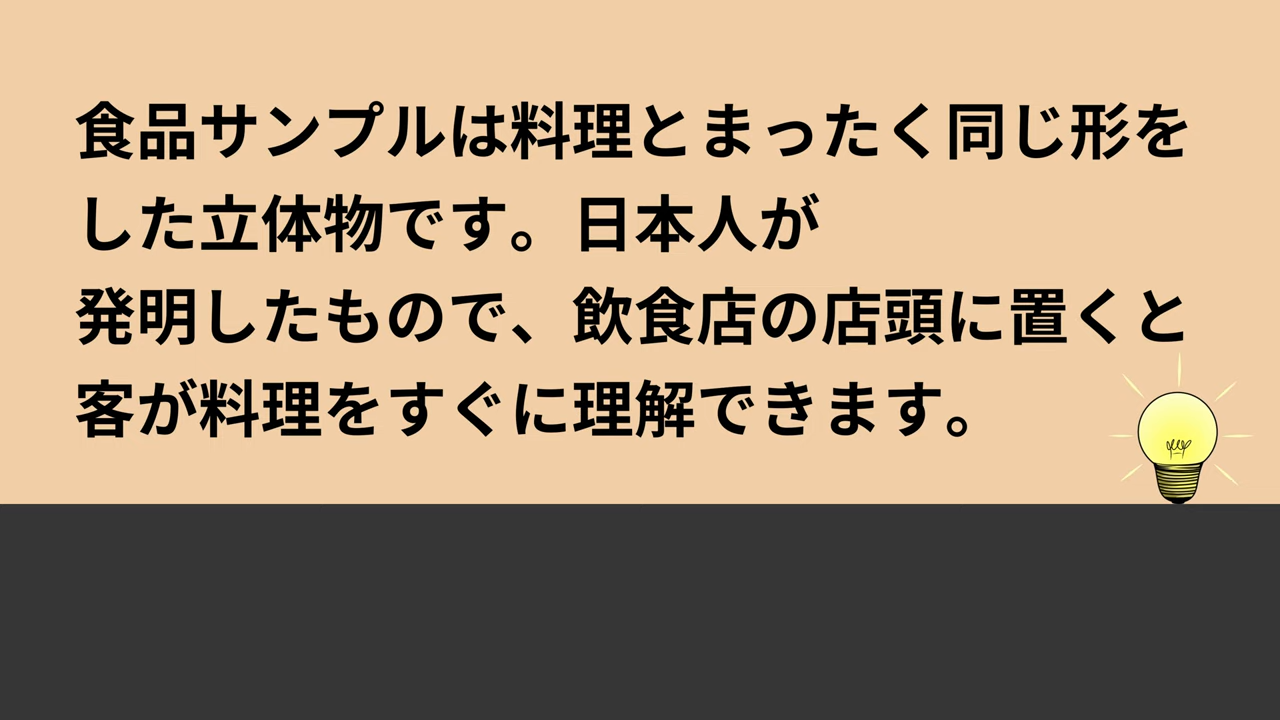 食品サンプルは料理とまったく同じ形を
した立体物です。日本人が
発明したもので、飲食店の店頭に置くと
客が料理をすぐに理解できます。